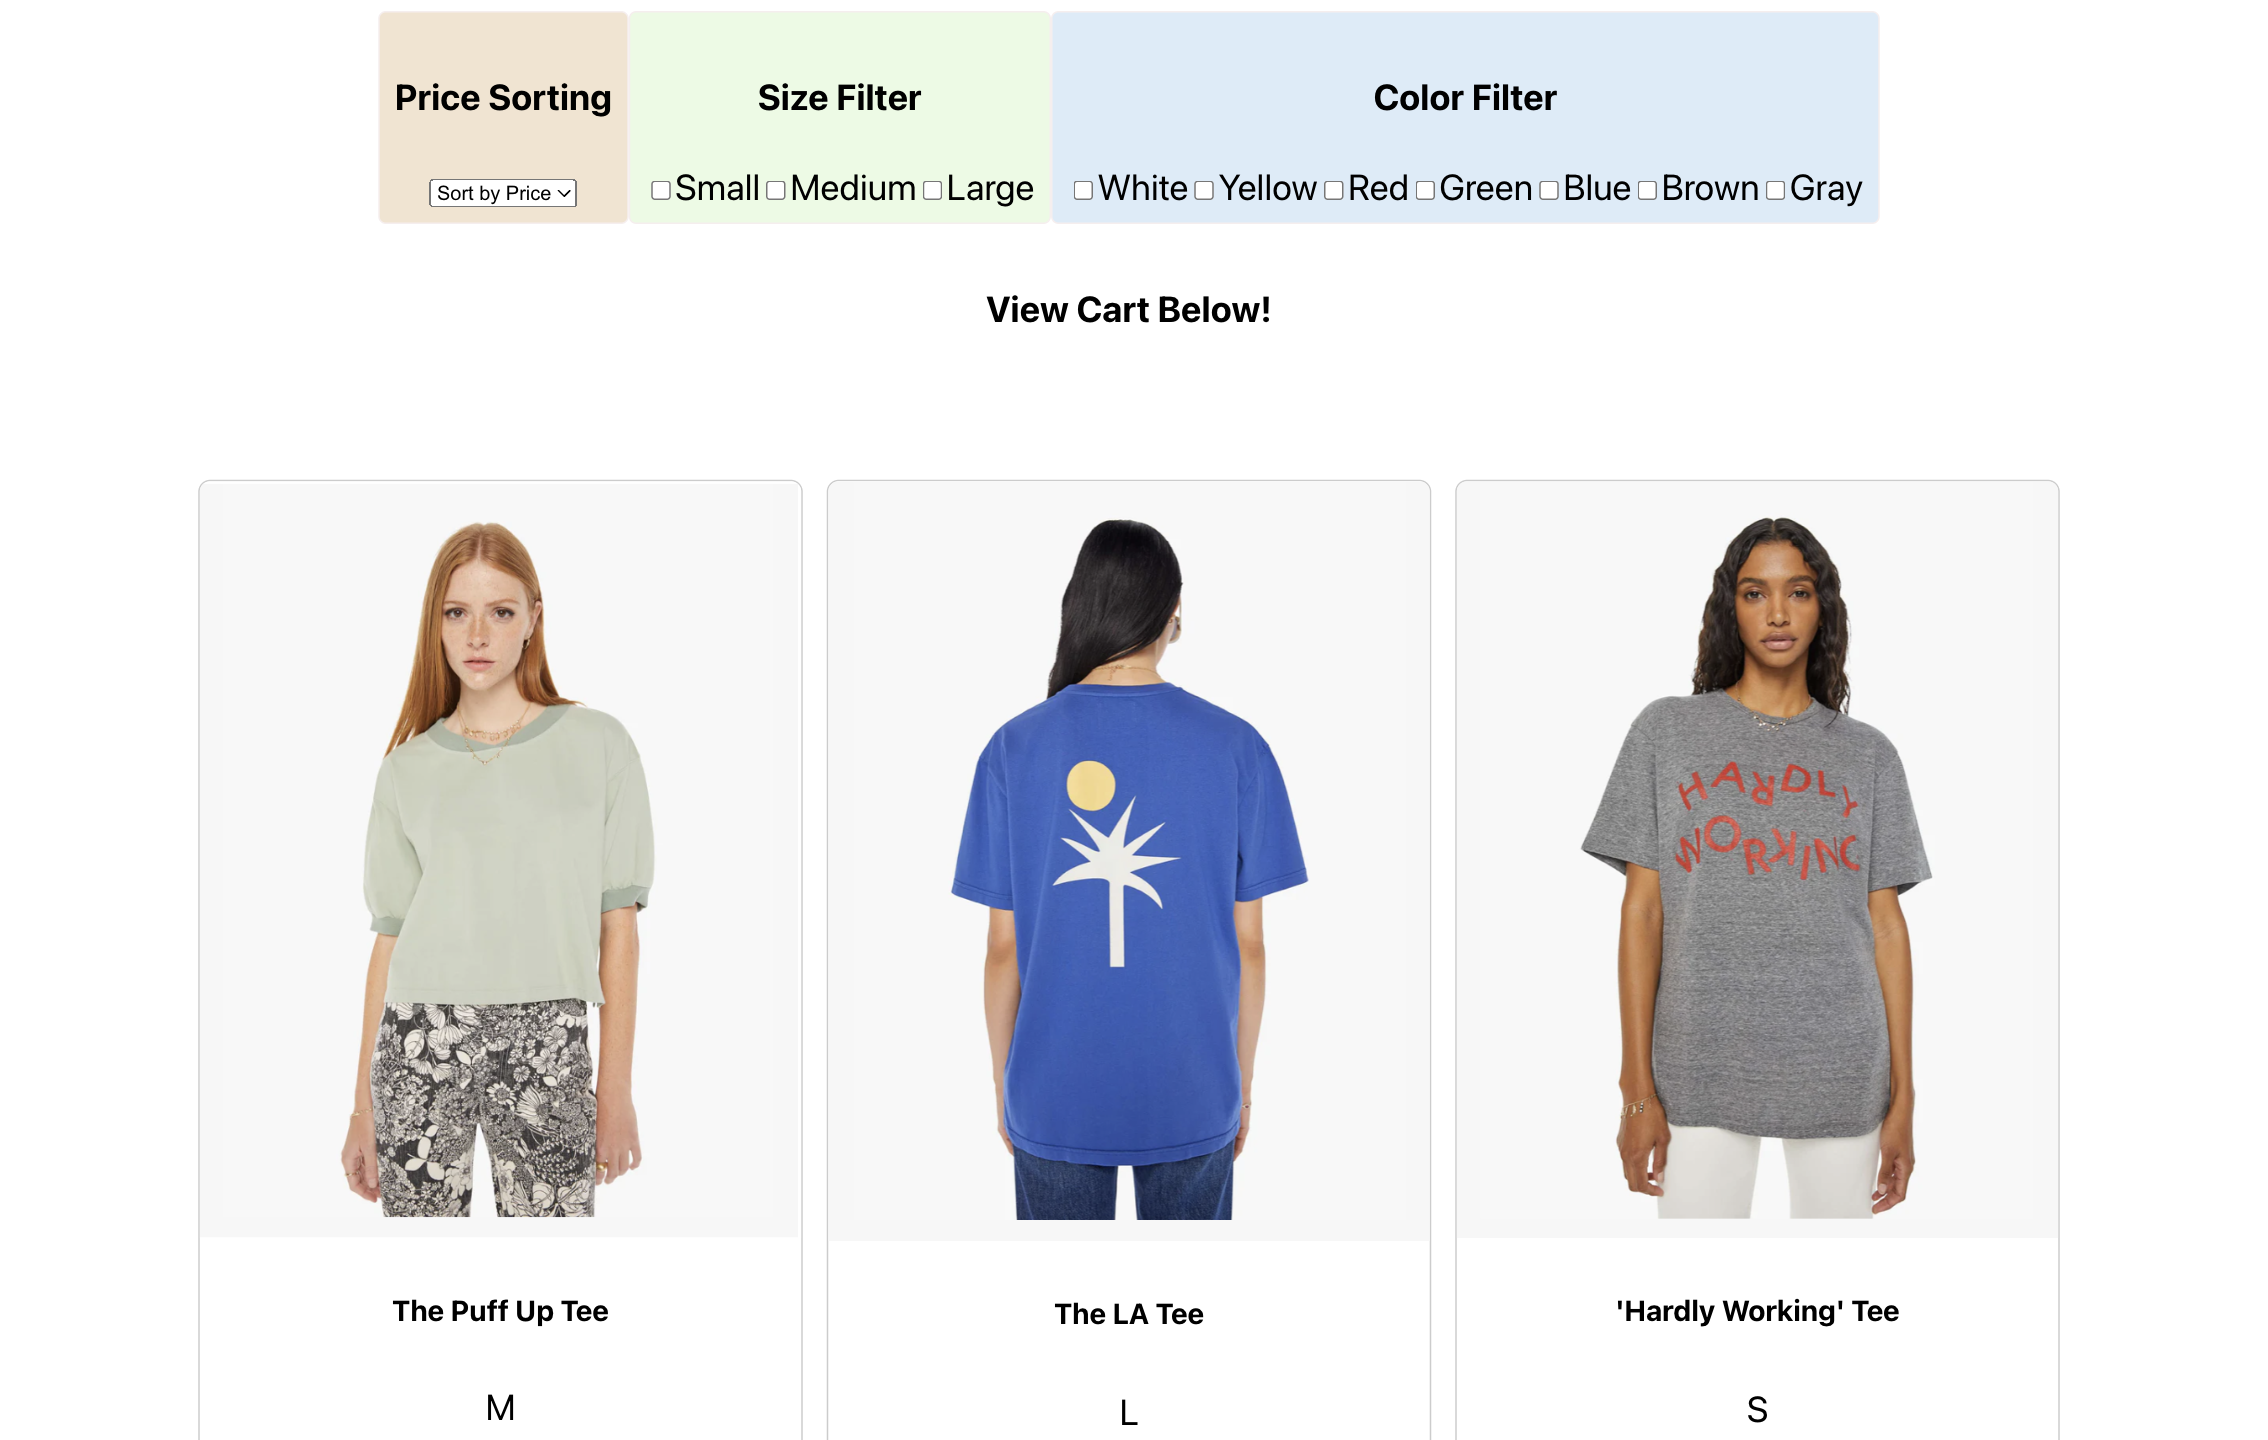 Price Sorting
Sort by Price
Size Filter
Small Medium Large
Color Filter
White Yellow Red Green Blue Brown Gray
View Cart Below!
HARDLY
WORKING
The Puff Up Tee
M
The LA Tee
L
'Hardly Working' Tee
S